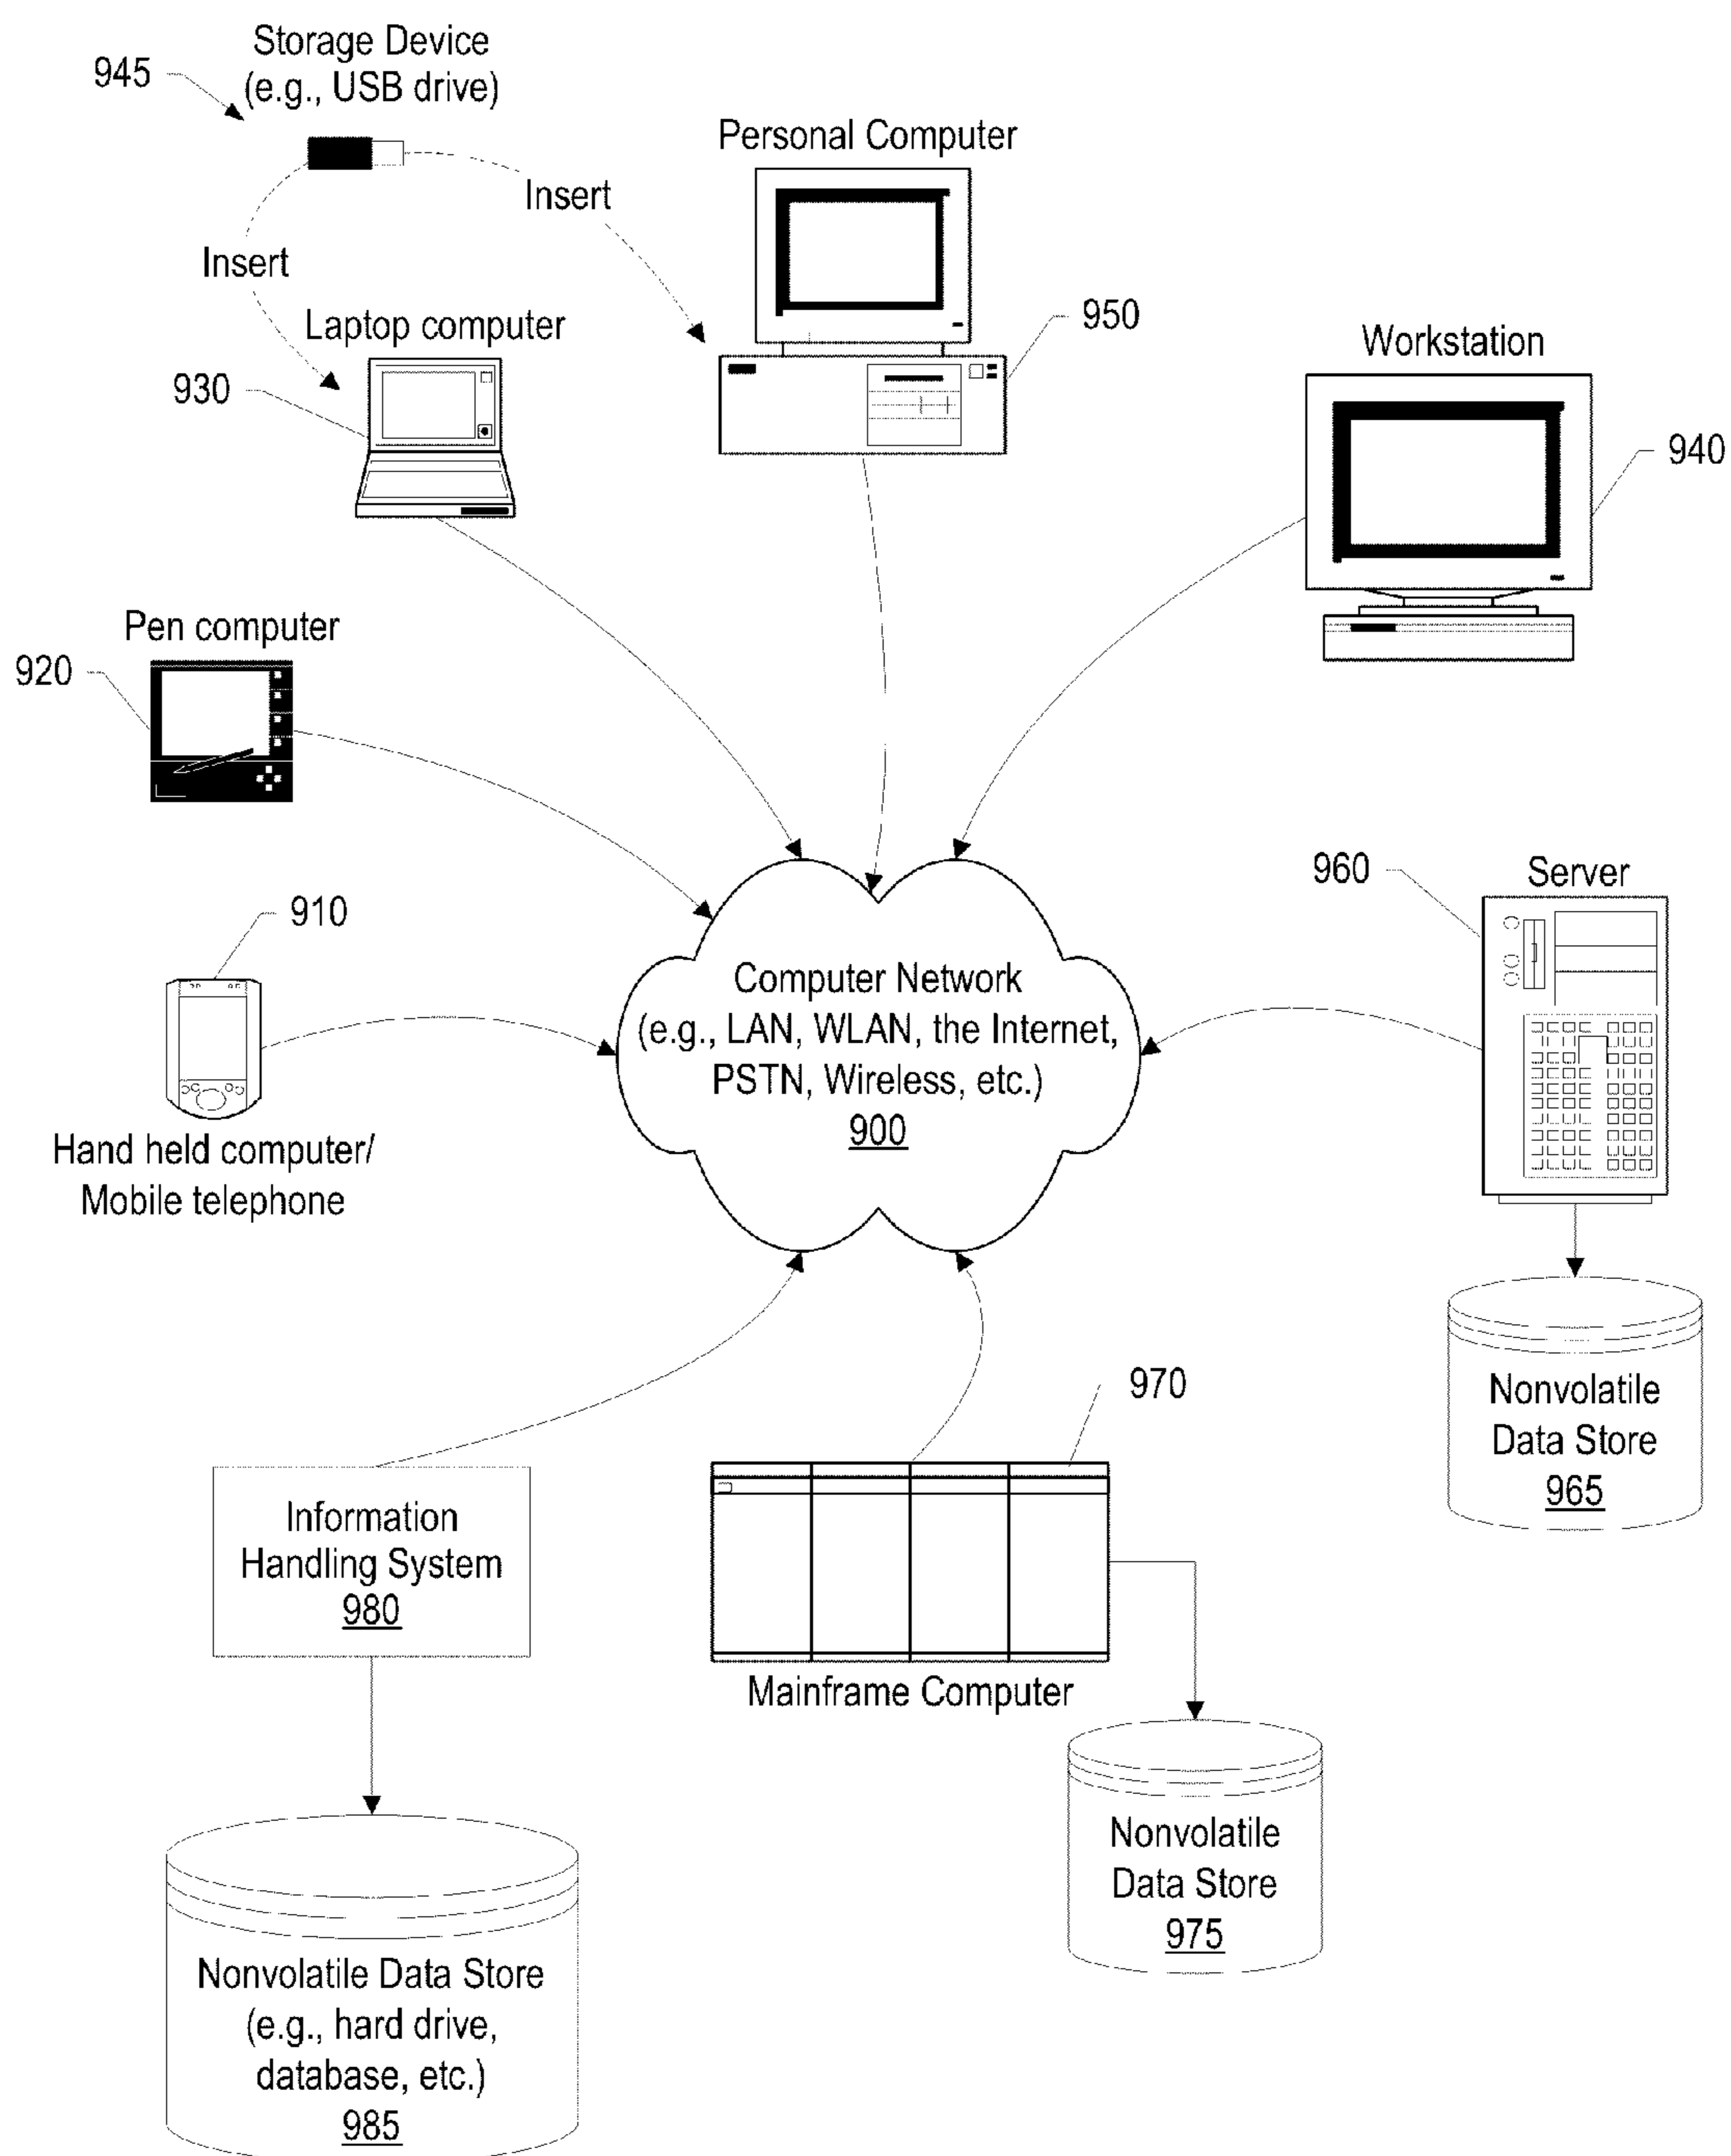 Storage Device
(e.g., USB drive)
945
Personal Computer
Insert
Insert
Laptop computer
950
Workstation
930
940
Pen computer
920
960
Server
910
Computer Network
(e.g., LAN, WLAN, the Internet,
PSTN, Wireless, etc.)
900
Hand held computer/
Mobile telephone
970
Nonvolatile
Data Store
965
Information
Handling System
980
Mainframe Computer
Nonvolatile
Data Store
975
Nonvolatile Data Store
(e.g., hard drive,
database, etc.)
985